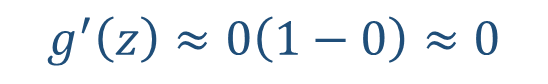 g′(z) ≈ 0(1 − 0) ≈ 0